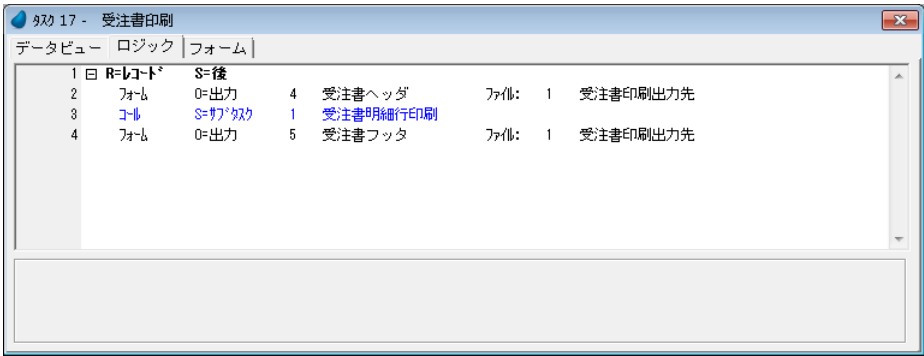 ﾀｽｸ 17 - 受注書印刷
データビュー ロジック フォーム
1 R=ﾚｺｰﾄﾞ S=後
2 ﾌｫｰﾑ O=出力 4 受注書ヘッダ ﾌｧｲﾙ: 1 受注書印刷出力先
3 ｺｰﾙ S=ｻﾌﾞﾀｽｸ 1 受注書明細行印刷
4 ﾌｫｰﾑ O=出力 5 受注書フッタ ﾌｧｲﾙ: 1 受注書印刷出力先